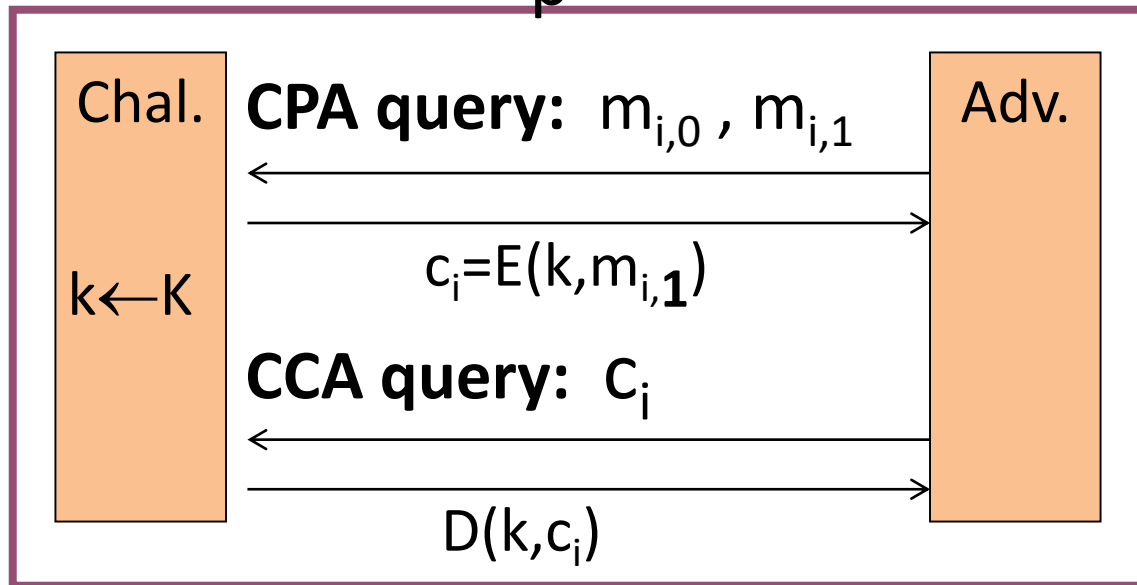 Chal.
CPA query: m_{i,0} , m_{i,1}
Adv.
c_i=E(k,m_{i,1})
k←K
CCA query: c_i
D(k,c_i)